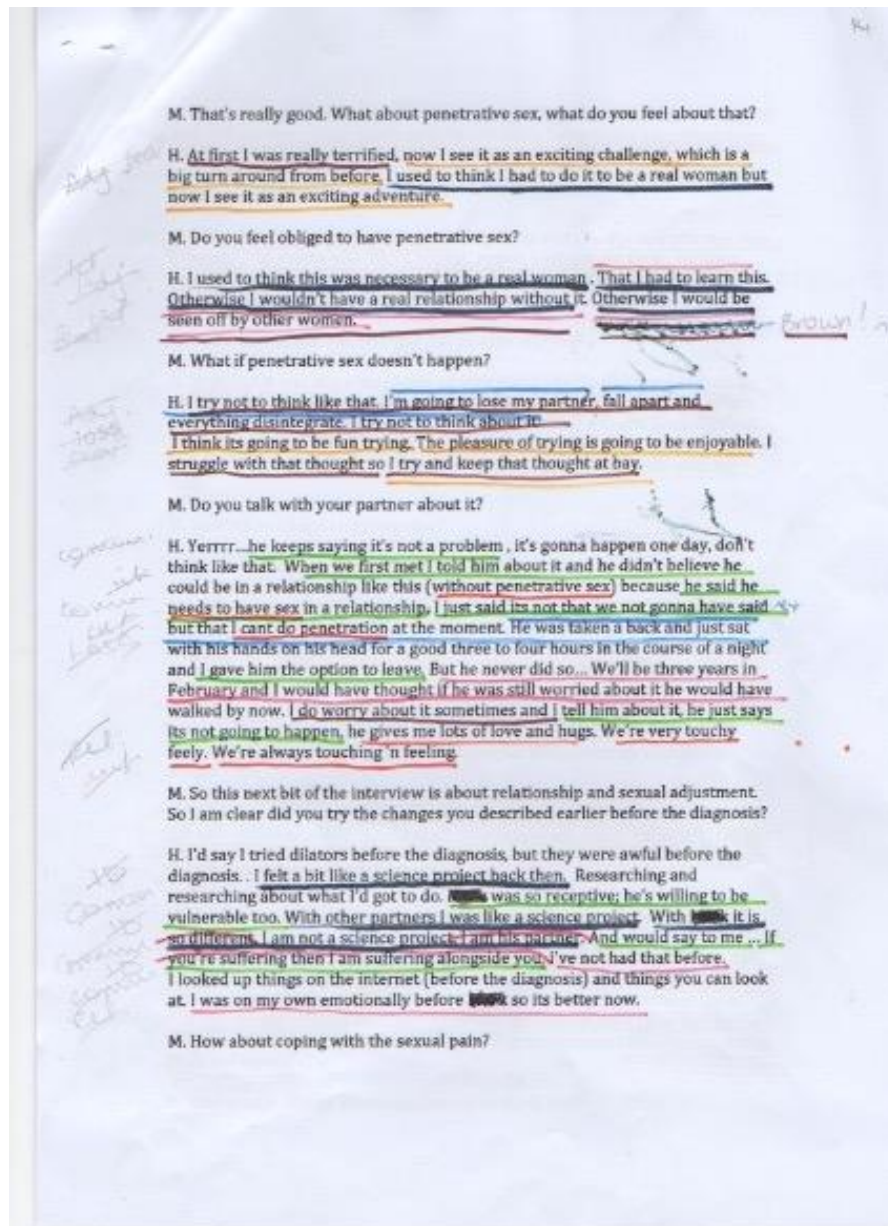 M. That's really good. What about penetrative sex, what do you feel about that?
H. At first I was really terrified, now I see it as an exciting challenge, which is a
big turn around from before. I used to think I had to do it to be a real woman but
now I see it as an exciting adventure.
M. Do you feel obliged to have penetrative sex?
H. I used to think this was necessary to be a real woman . That I had to learn this.
Otherwise I wouldn't have a real relationship without it. Otherwise I would be
seen off by other women. Brown!
M. What if penetrative sex doesn't happen?
H. I try not to think like that. I'm going to lose my partner, fall apart and
everything disintegrate. I try not to think about it
I think its going to be fun trying. The pleasure of trying is going to be enjoyable. I
struggle with that thought so I try and keep that thought at bay.
M. Do you talk with your partner about it?
H. Yerrrr...he keeps saying it's not a problem , it's gonna happen one day, don't
think like that. When we first met I told him about it and he didn't believe he
could be in a relationship like this (without penetrative sex) because he said he
needs to have sex in a relationship. I just said its not that we not gonna have said
but that I cant do penetration at the moment. He was taken a back and just sat
with his hands on his head for a good three to four hours in the course of a night
and I gave him the option to leave. But he never did so... We'll be three years in
February and I would have thought if he was still worried about it he would have
walked by now. I do worry about it sometimes and i tell him about it, he just says
its not going to happen, he gives me lots of love and hugs. We're very touchy
feely. We're always touching 'n feeling.
M. So this next bit of the interview is about relationship and sexual adjustment.
So I am clear did you try the changes you described earlier before the diagnosis?
H. I'd say I tried dilators before the diagnosis, but they were awful before the
diagnosis. . I felt a bit like a science project back then. Researching and
researching about what I'd got to do. was so receptive; he's willing to be
vulnerable too. With other partners I was like a science project. With it is
so different. I am not a science project, I am his partner. And would say to me ... If
you're suffering then I am suffering alongside you. I've not had that before.
I looked up things on the internet (before the diagnosis) and things you can look
at. I was on my own emotionally before so its better now.
M. How about coping with the sexual pain?